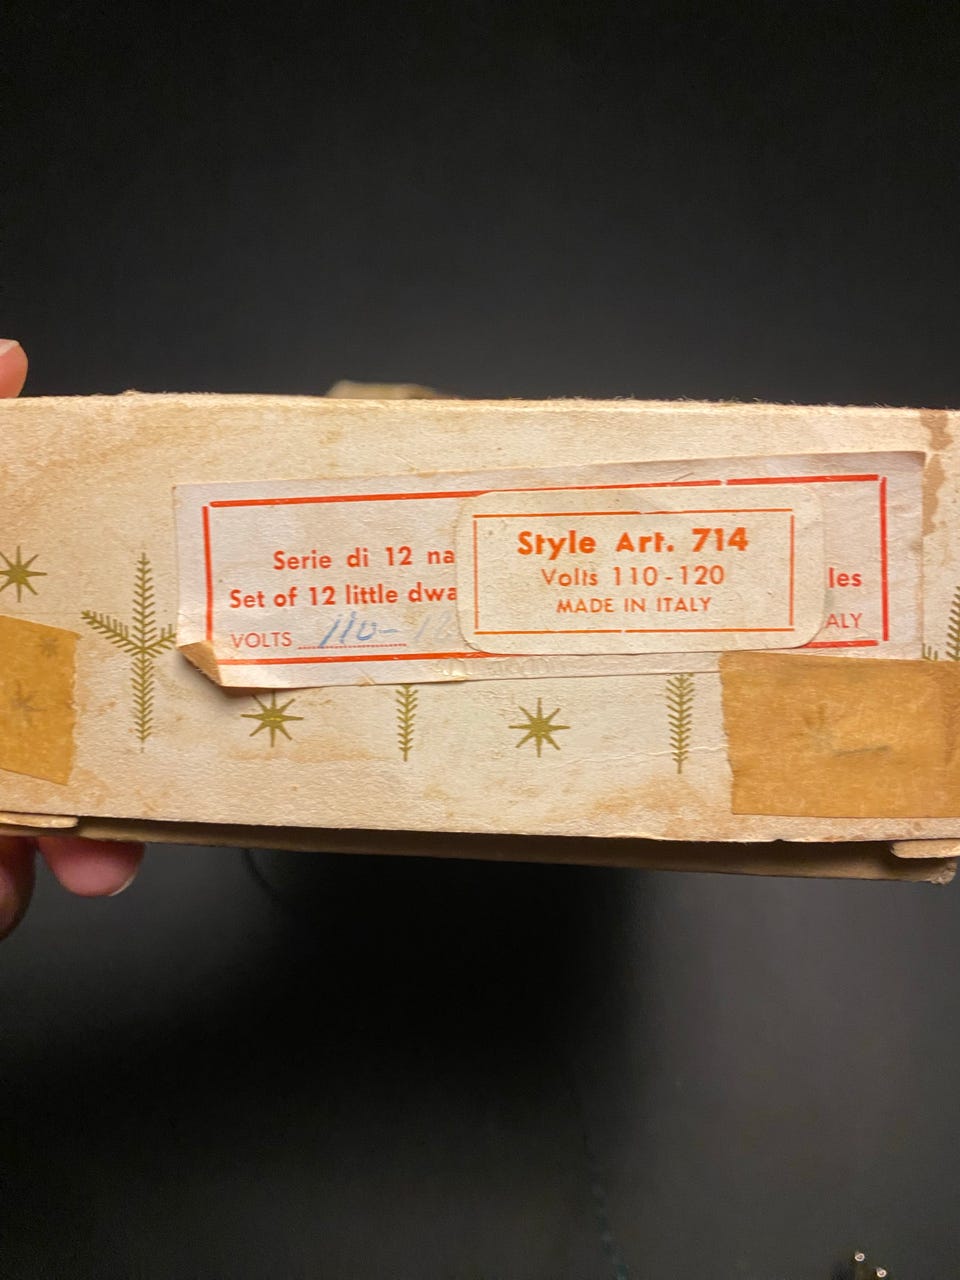 Serie di 12 na
Set of 12 little dwa les
VOLTS 110-12 ALY
Style Art. 714
Volts 110-120
MADE IN ITALY